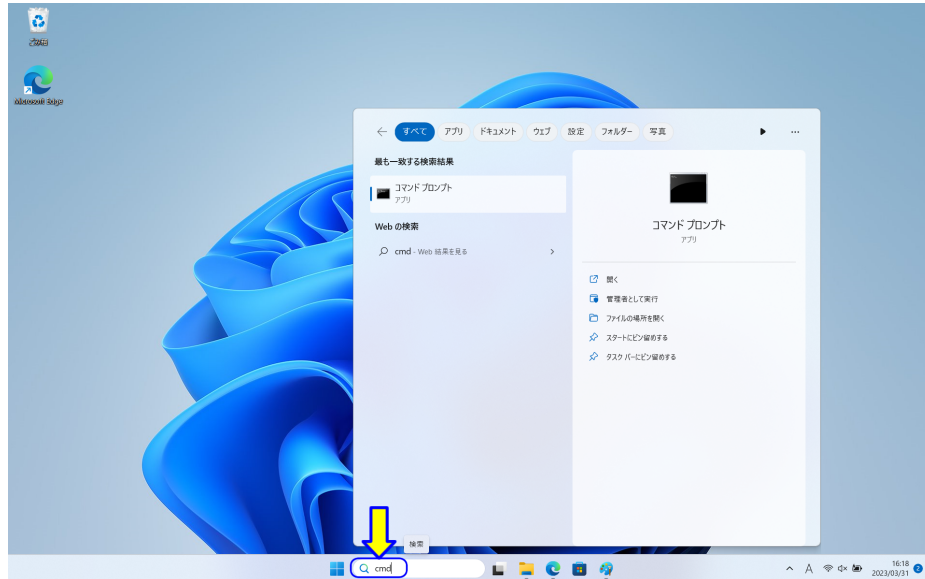 ごみ箱
Microsoft Edge
すべて アプリ ドキュメント ウェブ 設定 フォルダー 写真
最も一致する検索結果
コマンド プロンプト
アプリ
Web の検索
cmd - Web 結果を見る
コマンド プロンプト
アプリ
開く
管理者として実行
ファイルの場所を開く
スタートにピン留めする
タスク バーにピン留めする
検索
cmd
A
16:18
2023/03/31
2